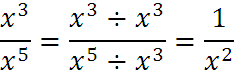 x³/x⁵ = (x³ ÷ x³)/(x⁵ ÷ x³) = 1/x²